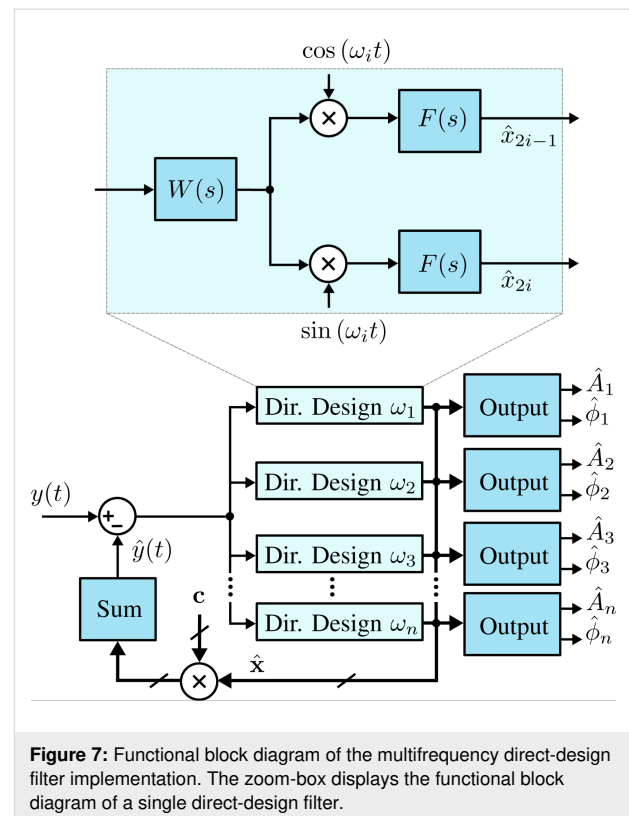 cos (ωᵢt)
F(s)
x̂₂ᵢ₋₁
W(s)
F(s)
x̂₂ᵢ
sin (ωᵢt)
Dir. Design ω₁
Output
Â₁
ϕ̂₁
Dir. Design ω₂
Output
Â₂
ϕ̂₂
y(t)
+
−
ŷ(t)
Dir. Design ω₃
Output
Â₃
ϕ̂₃
Sum
c
Dir. Design ωₙ
Output
Âₙ
ϕ̂ₙ
x̂
Figure 7: Functional block diagram of the multifrequency direct-design
filter implementation. The zoom-box displays the functional block
diagram of a single direct-design filter.